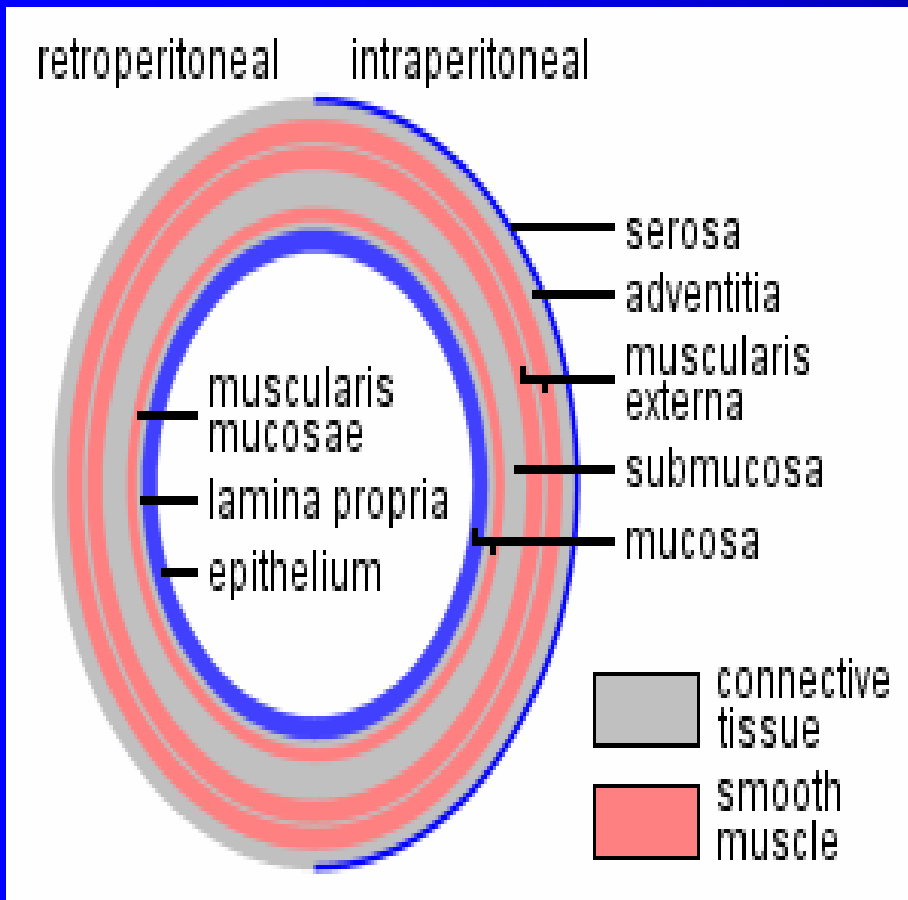 retroperitoneal
intraperitoneal
serosa
adventitia
muscularis
externa
submucosa
mucosa
muscularis
mucosae
lamina propria
epithelium
connective
tissue
smooth
muscle